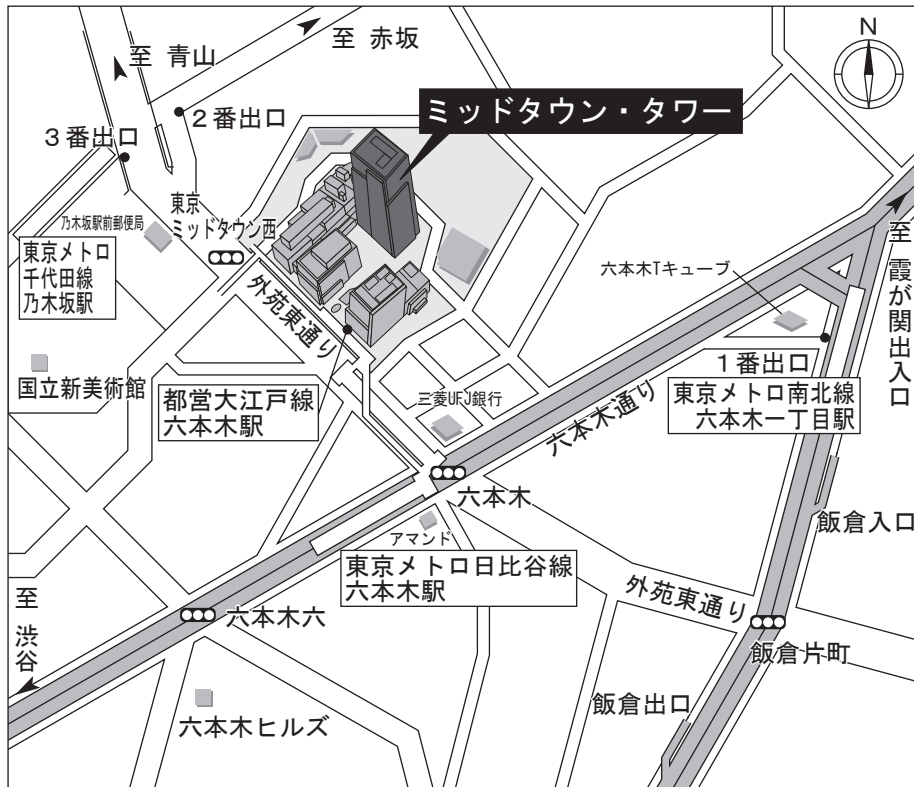 至 青山
至 赤坂
N
2番出口
3番出口
ミッドタウン・タワー
東京
ミッドタウン西
乃木坂駅前郵便局
東京メトロ
千代田線
乃木坂駅
外苑東通り
至 霞が関出入口
六本木Tキューブ
国立新美術館
都営大江戸線
六本木駅
三菱UFJ銀行
六本木通り
1番出口
東京メトロ南北線
六本木一丁目駅
六本木
飯倉入口
アマンド
東京メトロ日比谷線
六本木駅
外苑東通り
至 渋谷
六本木六
飯倉片町
飯倉出口
六本木ヒルズ